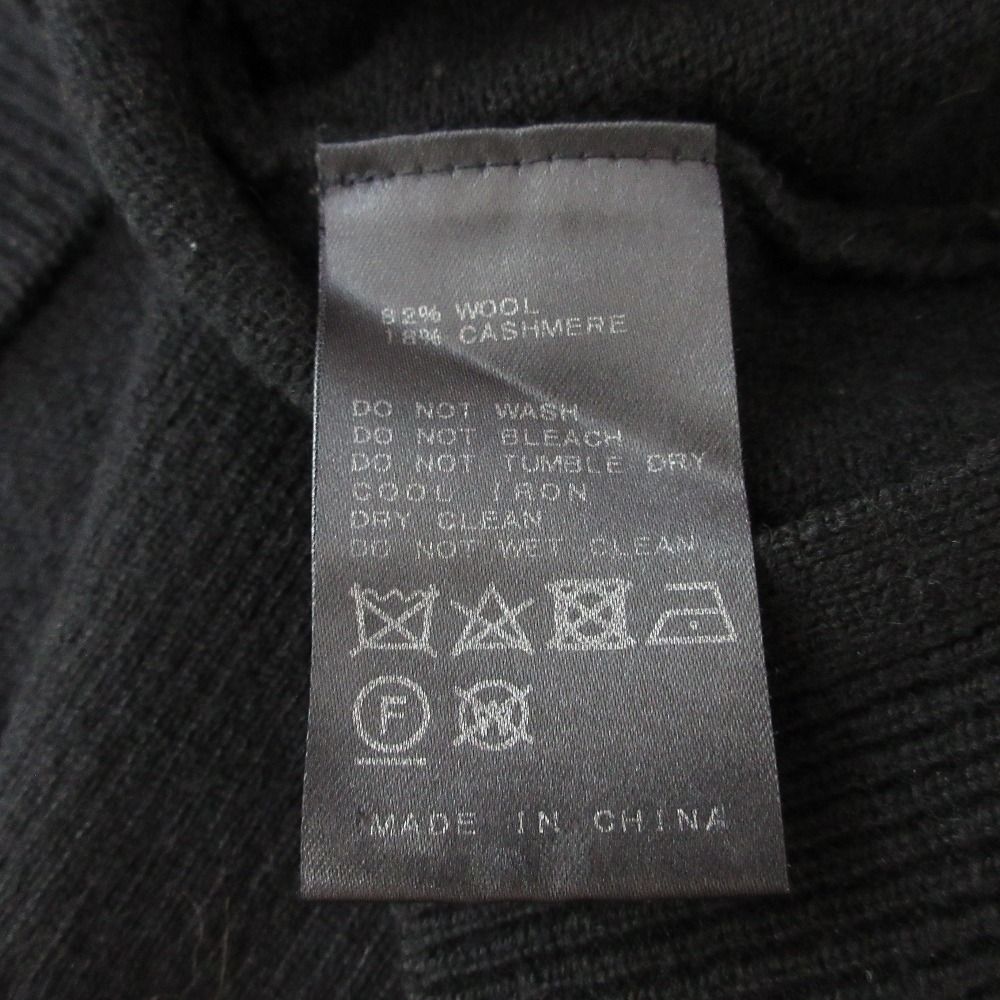 82% WOOL
18% CASHMERE
DO NOT WASH
DO NOT BLEACH
DO NOT TUMBLE DRY
COOL IRON
DRY CLEAN
DO NOT WET CLEAN
F W
MADE IN CHINA